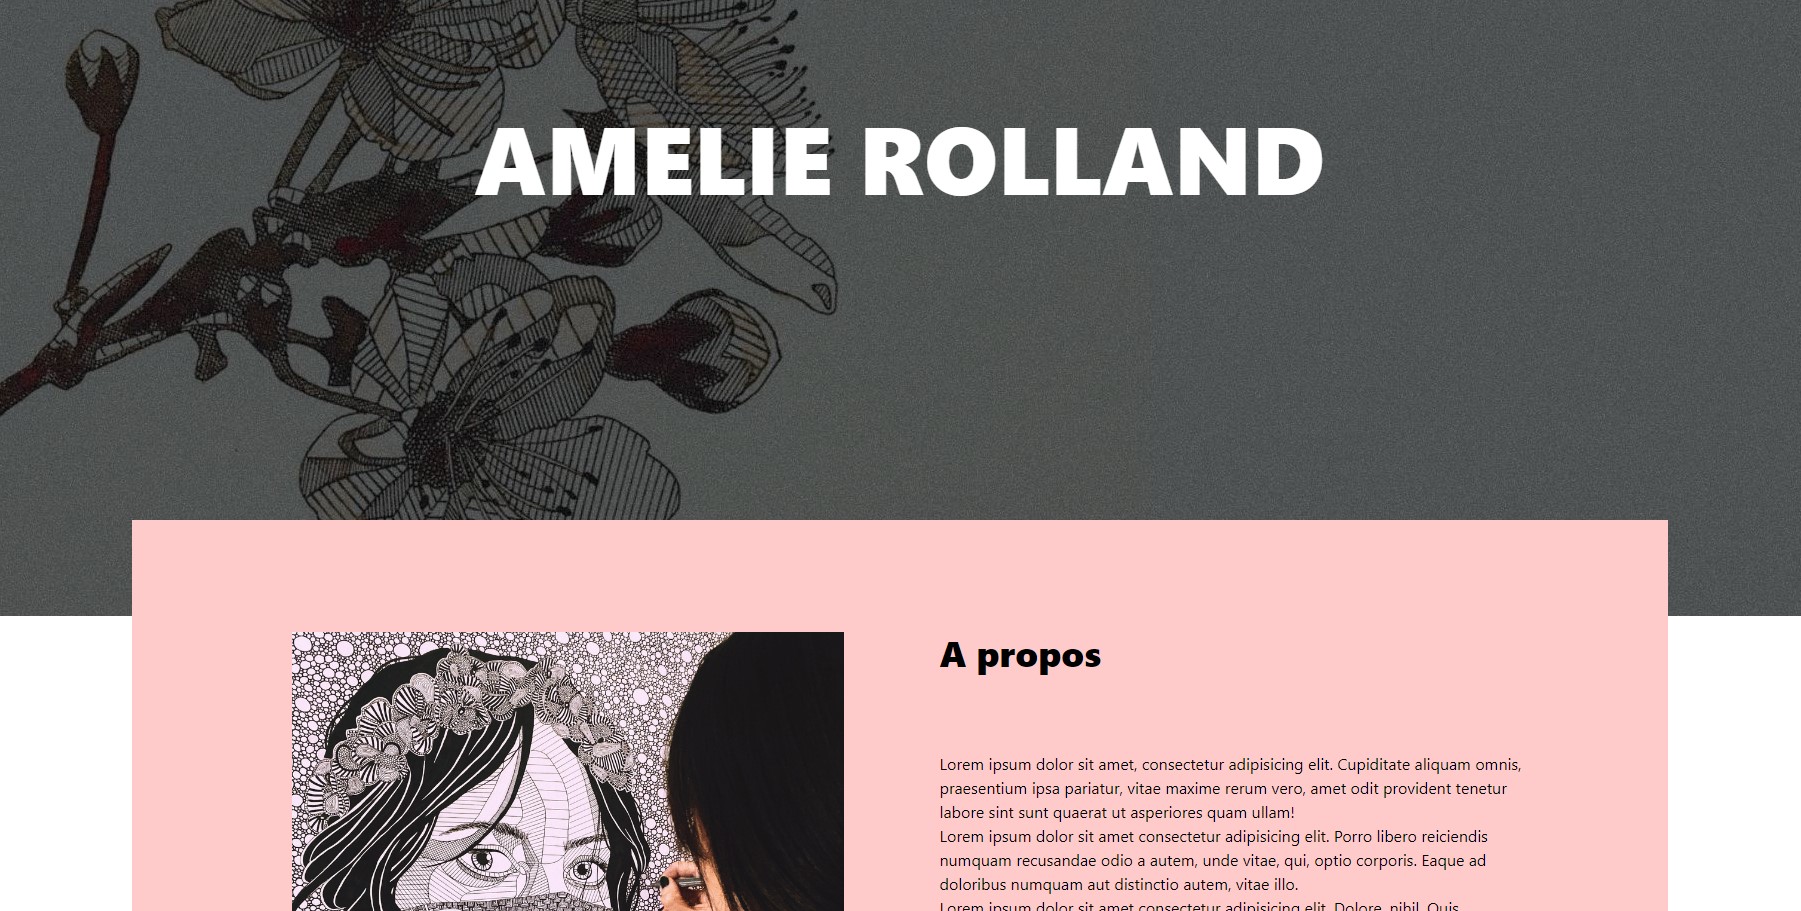 AMELIE ROLLAND
A propos
Lorem ipsum dolor sit amet, consectetur adipisicing elit. Cupiditate aliquam omnis,
praesentium ipsa pariatur, vitae maxime rerum vero, amet odit provident tenetur
labore sint sunt quaerat ut asperiores quam ullam!
Lorem ipsum dolor sit amet consectetur adipisicing elit. Porro libero reiciendis
numquam recusandae odio a autem, unde vitae, qui, optio corporis. Eaque ad
doloribus numquam aut distinctio autem, vitae illo.
Lorem ipsum dolor sit amet consectetur adipisicing elit. Dolore, nihil. Quis